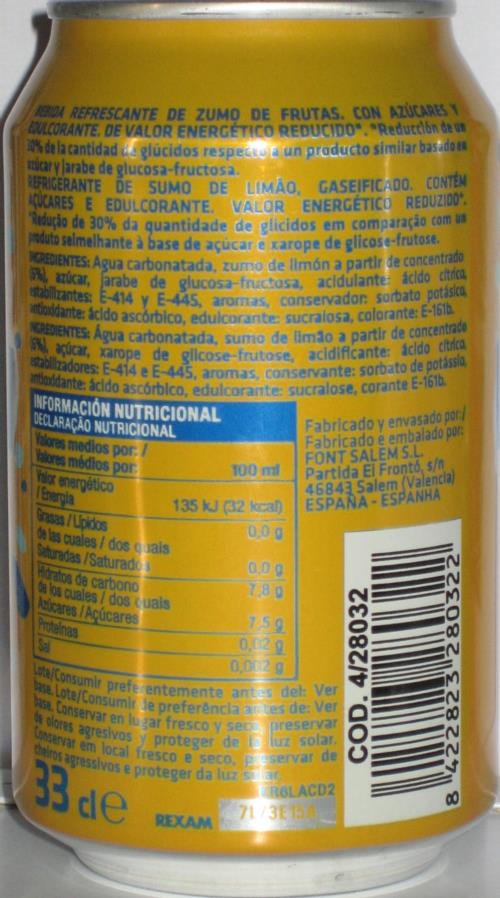 BEBIDA REFRESCANTE DE ZUMO DE FRUTAS. CON AZÚCARES Y
EDULCORANTE. DE VALOR ENERGÉTICO REDUCIDO*. *Reducción de un
30% de la cantidad de glúcidos respecto a un producto similar basado en
azúcar y jarabe de glucosa-fructosa.
REFRIGERANTE DE SUMO DE LIMÃO, GASEIFICADO. CONTÉM
AÇÚCARES E EDULCORANTE. VALOR ENERGÉTICO REDUZIDO*.
*Redução de 30% da quantidade de glícidos em comparação com um
produto selmelhante à base de açúcar e xarope de glicose-frutose.
INGREDIENTES: Agua carbonatada, zumo de limón a partir de concentrado
(6%), azúcar, jarabe de glucosa-fructosa, acidulante: ácido cítrico,
estabilizantes: E-414 y E-445, aromas, conservador: sorbato potásico,
antioxidante: ácido ascórbico, edulcorante: sucralosa, colorante: E-161b.
INGREDIENTES: Água carbonatada, sumo de limão a partir de concentrado
(6%), açúcar, xarope de glicose-frutose, acidificante: ácido cítrico,
estabilizadores: E-414 e E-445, aromas, conservante: sorbato de potássio,
antioxidante: ácido ascórbico, edulcorante: sucralose, corante E-161b.
INFORMACIÓN NUTRICIONAL
DECLARAÇÃO NUTRICIONAL
Valores medios por: /
Valores médios por: 100 ml
Valor energético
/Energia 135 kJ (32 kcal)
Grasas / Lípidos 0,0 g
de las cuales / dos quais
Saturadas /Saturados 0,0 g
Hidratos de carbono 7,8 g
de los cuales / dos quais
Azúcares /Açúcares 7,5 g
Proteínas 0,02 g
Sal 0,002 g
Fabricado y envasado por:/
Fabricado e embalado por:
FONT SALEM S.L.
Partida El Frontó, s/n
46843 Salem (Valencia)
ESPAÑA - ESPANHA
Lote/Consumir preferentemente antes del: Ver
base. Lote/Consumir de preferência antes de: Ver
base. Conservar en lugar fresco y seco, preservar
de olores agresivos y proteger de la luz solar.
Conservar em local fresco e seco, preservar de
cheiros agressivos e proteger da luz solar.
33 cl e
REXAM
KR6LACD2
COD. 4/28032
8 422823 280322